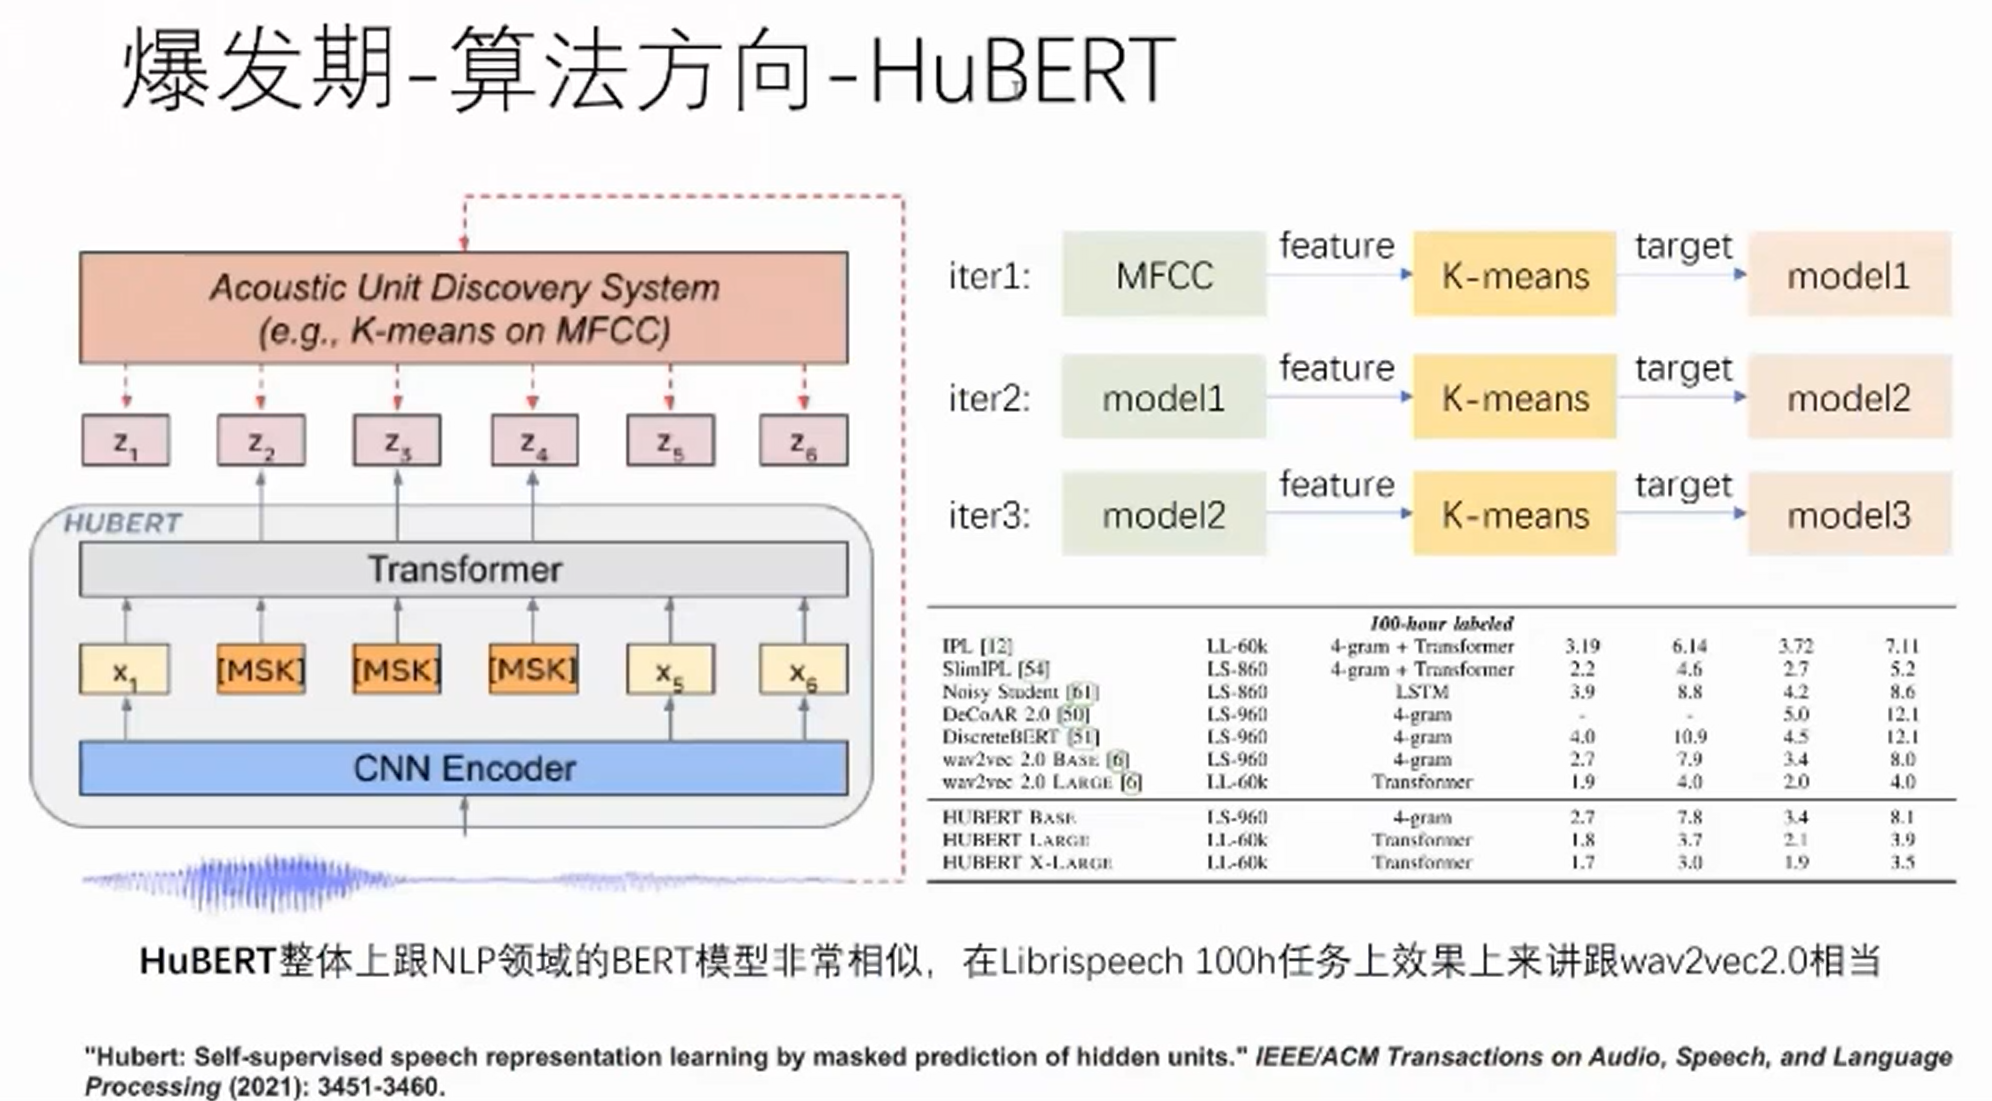 爆发期-算法方向-HuBERT
Acoustic Unit Discovery System
(e.g., K-means on MFCC)
z1 z2 z3 z4 z5 z6
HUBERT
Transformer
x1 [MSK] [MSK] [MSK] x5 x6
CNN Encoder
iter1: MFCC feature K-means target model1
iter2: model1 feature K-means target model2
iter3: model2 feature K-means target model3
100-hour labeled
IPL [12] LL-60k 4-gram + Transformer 3.19 6.14 3.72 7.11
SlimIPL [54] LS-860 4-gram + Transformer 2.2 4.6 2.7 5.2
Noisy Student [61] LS-860 LSTM 3.9 8.8 4.2 8.6
DeCoAR 2.0 [50] LS-960 4-gram - - 5.0 12.1
DiscreteBERT [51] LS-960 4-gram 4.0 10.9 4.5 12.1
wav2vec 2.0 BASE [6] LS-960 4-gram 2.7 7.9 3.4 8.0
wav2vec 2.0 LARGE [6] LL-60k Transformer 1.9 4.0 2.0 4.0
HUBERT BASE LS-960 4-gram 2.7 7.8 3.4 8.1
HUBERT LARGE LL-60k Transformer 1.8 3.7 2.1 3.9
HUBERT X-LARGE LL-60k Transformer 1.7 3.0 1.9 3.5
HuBERT整体上跟NLP领域的BERT模型非常相似，在Librispeech 100h任务上效果上来讲跟wav2vec2.0相当
"Hubert: Self-supervised speech representation learning by masked prediction of hidden units." IEEE/ACM Transactions on Audio, Speech, and Language
Processing (2021): 3451-3460.